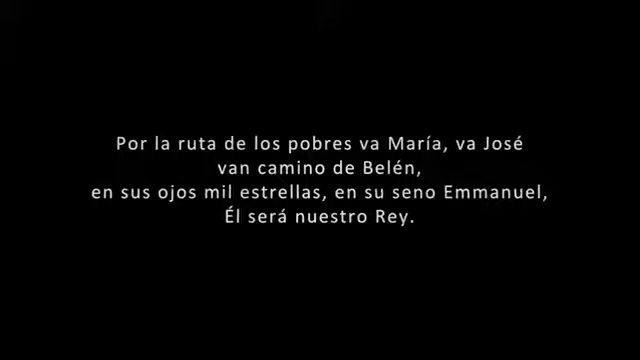 Por la ruta de los pobres va María, va José
van camino de Belén,
en sus ojos mil estrellas, en su seno Emmanuel,
Él será nuestro Rey.